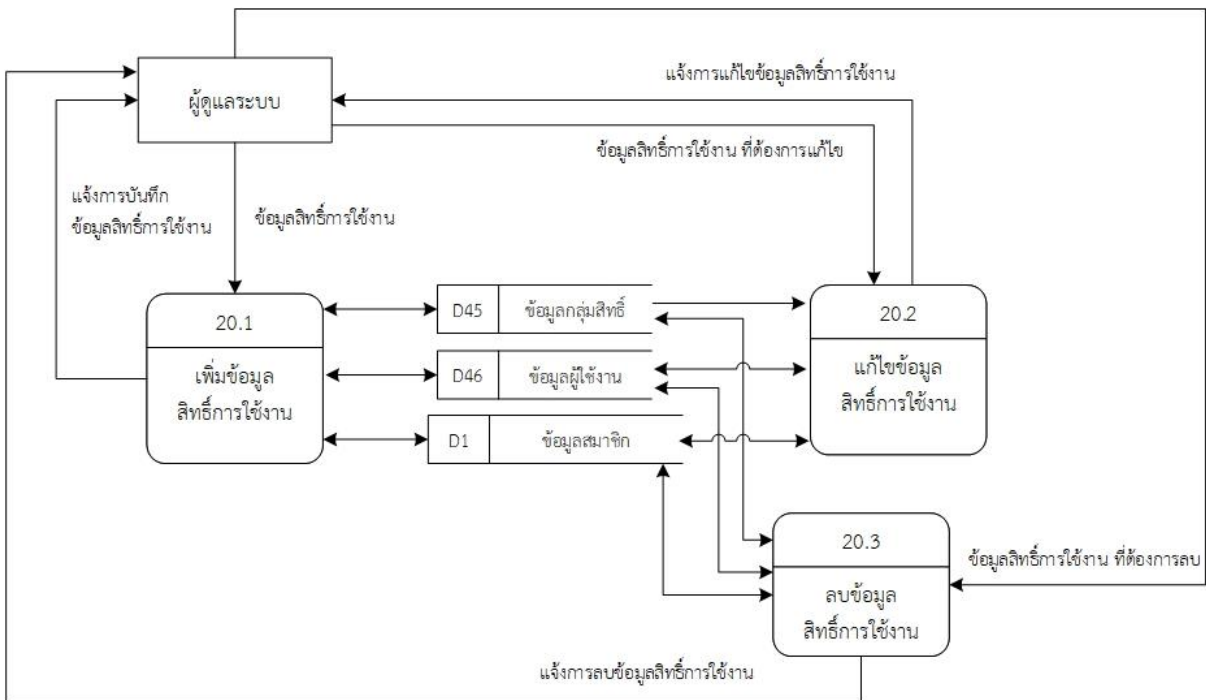 แจ้งการแก้ไขข้อมูลสิทธิ์การใช้งาน
ผู้ดูแลระบบ
ข้อมูลสิทธิ์การใช้งาน ที่ต้องการแก้ไข
แจ้งการบันทึก
ข้อมูลสิทธิ์การใช้งาน
ข้อมูลสิทธิ์การใช้งาน
20.1
เพิ่มข้อมูล
สิทธิ์การใช้งาน
D45 ข้อมูลกลุ่มสิทธิ์
D46 ข้อมูลผู้ใช้งาน
D1 ข้อมูลสมาชิก
20.2
แก้ไขข้อมูล
สิทธิ์การใช้งาน
20.3
ลบข้อมูล
สิทธิ์การใช้งาน
ข้อมูลสิทธิ์การใช้งาน ที่ต้องการลบ
แจ้งการลบข้อมูลสิทธิ์การใช้งาน